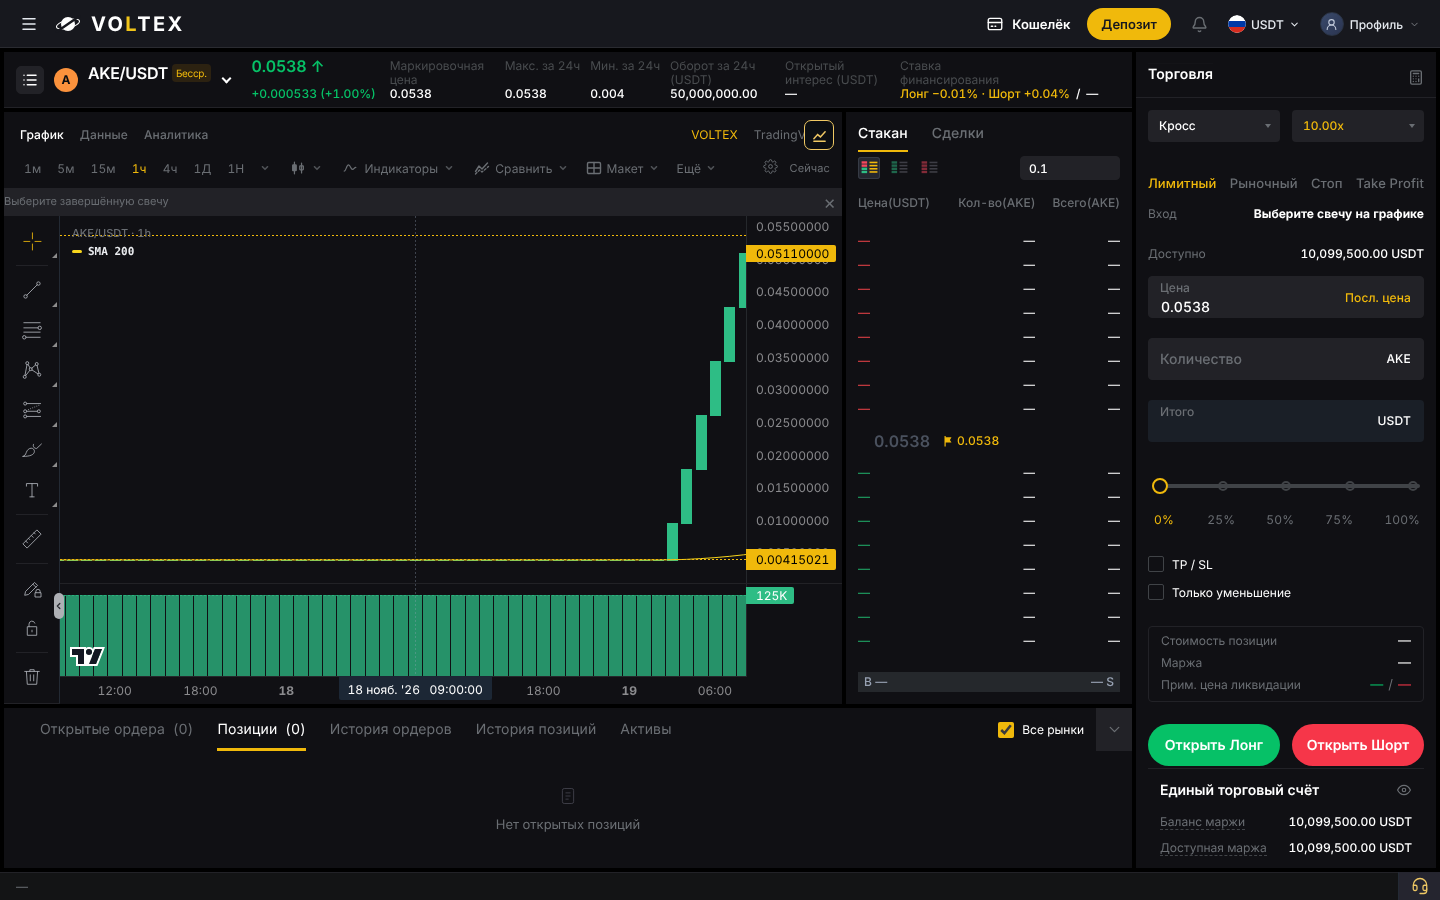 VOLTEX
Кошелёк
Депозит
USDT
Профиль
A
AKE/USDT Бесср.
0.0538 ↑
+0.000533 (+1.00%)
Маркировочная цена
0.0538
Макс. за 24ч
0.0538
Мин. за 24ч
0.004
Оборот за 24ч (USDT)
50,000,000.00
Открытый интерес (USDT)
—
Ставка финансирования
Лонг −0.01% · Шорт +0.04% / —
График Данные Аналитика
VOLTEX TradingV
1м 5м 15м 1ч 4ч 1Д 1Н
Индикаторы Сравнить Макет Ещё Сейчас
Выберите завершённую свечу
AKE/USDT · 1h
SMA 200
0.05500000
0.05110000
0.04500000
0.04000000
0.03500000
0.03000000
0.02500000
0.02000000
0.01500000
0.01000000
0.00415021
125K
12:00 18:00 18 18 нояб. '26 09:00:00 18:00 19 06:00
Стакан Сделки
0.1
Цена(USDT) Кол-во(AKE) Всего(AKE)
— — —
— — —
— — —
— — —
— — —
— — —
— — —
— — —
0.0538 0.0538
— — —
— — —
— — —
— — —
— — —
— — —
— — —
— — —
B — — S
Торговля
Кросс 10.00x
Лимитный Рыночный Стоп Take Profit
Вход Выберите свечу на графике
Доступно 10,099,500.00 USDT
Цена
0.0538
Посл. цена
Количество AKE
Итого
USDT
0% 25% 50% 75% 100%
TP / SL
Только уменьшение
Стоимость позиции —
Маржа —
Прим. цена ликвидации — / —
Открыть Лонг Открыть Шорт
Единый торговый счёт
Баланс маржи 10,099,500.00 USDT
Доступная маржа 10,099,500.00 USDT
Открытые ордера (0) Позиции (0) История ордеров История позиций Активы
Все рынки
Нет открытых позиций
—